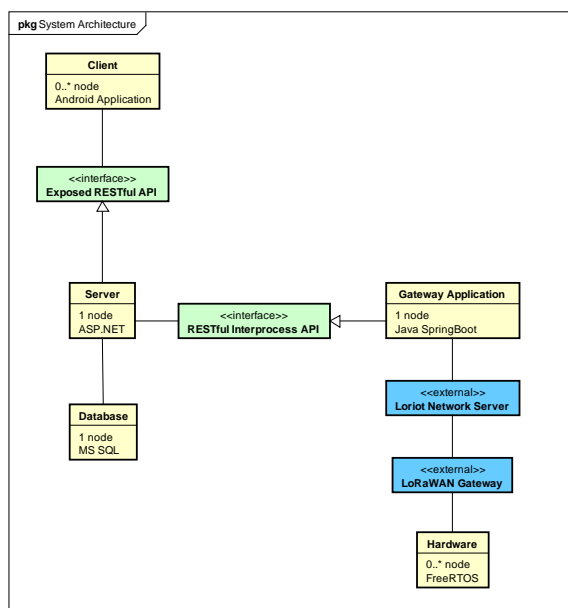 pkg System Architecture
Client
0..* node
Android Application
<<interface>>
Exposed RESTful API
Server
1 node
ASP.NET
<<interface>>
RESTful Interprocess API
Gateway Application
1 node
Java SpringBoot
<<external>>
Loriot Network Server
Database
1 node
MS SQL
<<external>>
LoRaWAN Gateway
Hardware
0..* node
FreeRTOS